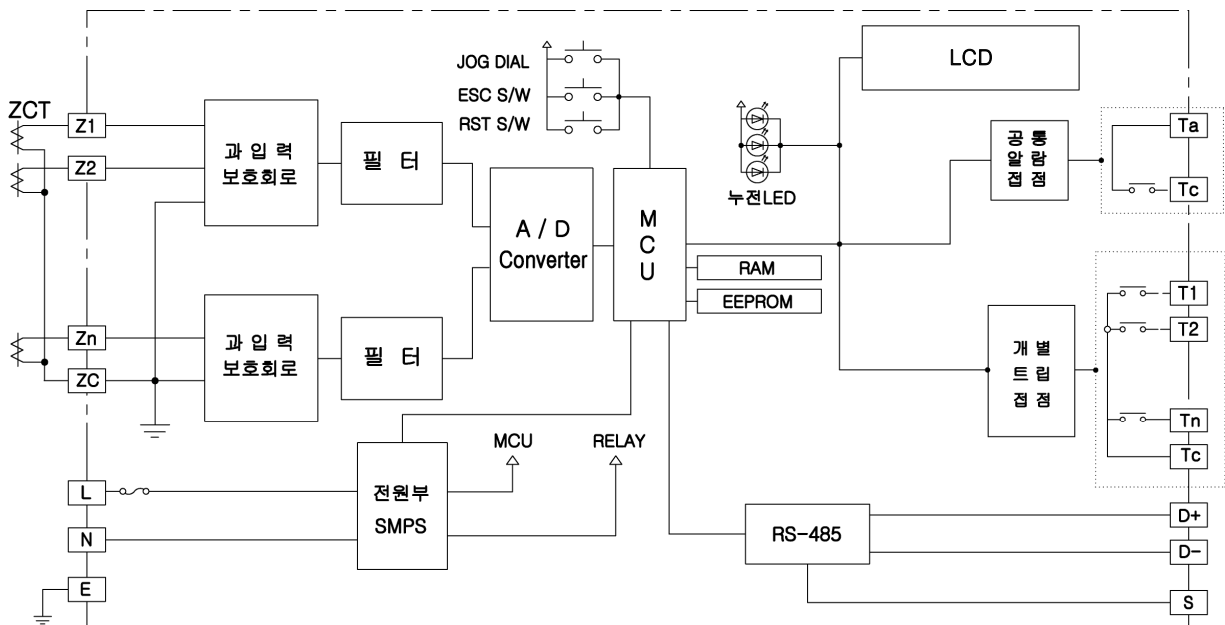 ZCT
Z1
Z2
Zn
ZC
L
N
E
과 입 력
보호회로
필 터
과 입 력
보호회로
필 터
JOG DIAL
ESC S/W
RST S/W
A / D
Converter
M
C
U
RAM
EEPROM
누전LED
LCD
공 통
알 람
접 점
Ta
Tc
개 별
트 립
접 점
T1
T2
Tn
Tc
전원부
SMPS
MCU
RELAY
RS-485
D+
D-
S